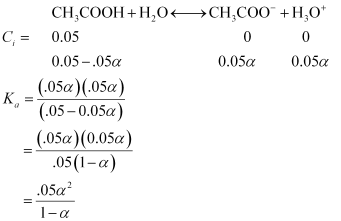 CH₃COOH + H₂O ⟷ CH₃COO⁻ + H₃O⁺
Cᵢ = 0.05 0 0
0.05 − .05α 0.05α 0.05α
Kₐ = (.05α)(.05α) / (.05 − 0.05α)
= (.05α)(0.05α) / .05(1−α)
= .05α² / 1−α